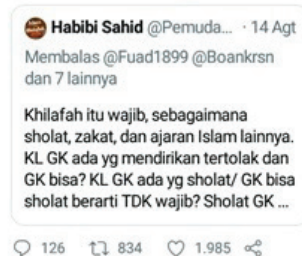 Habibi Sahid @Pemuda... · 14 Agt
Membalas @Fuad1899 @Boankrsn
dan 7 lainnya
Khilafah itu wajib, sebagaimana
sholat, zakat, dan ajaran Islam lainnya.
KL GK ada yg mendirikan tertolak dan
GK bisa? KL GK ada yg sholat/ GK bisa
sholat berarti TDK wajib? Sholat GK ...
126 834 1.985